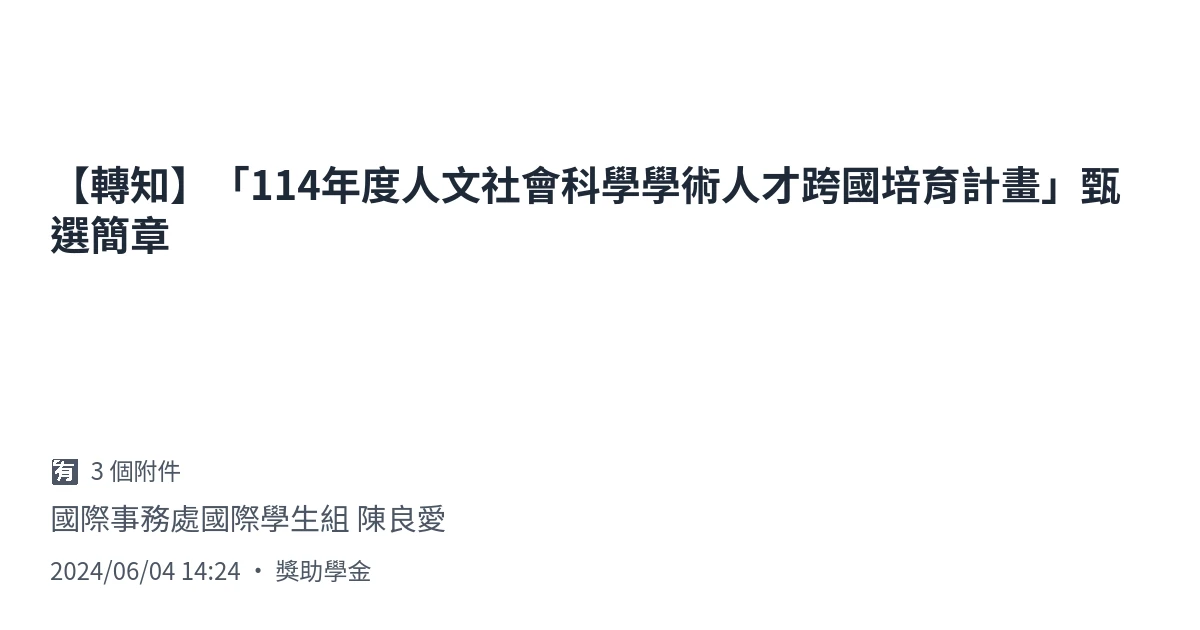 【轉知】「114年度人文社會科學學術人才跨國培育計畫」甄
選簡章
有 3 個附件
國際事務處國際學生組 陳良愛
2024/06/04 14:24 • 獎助學金